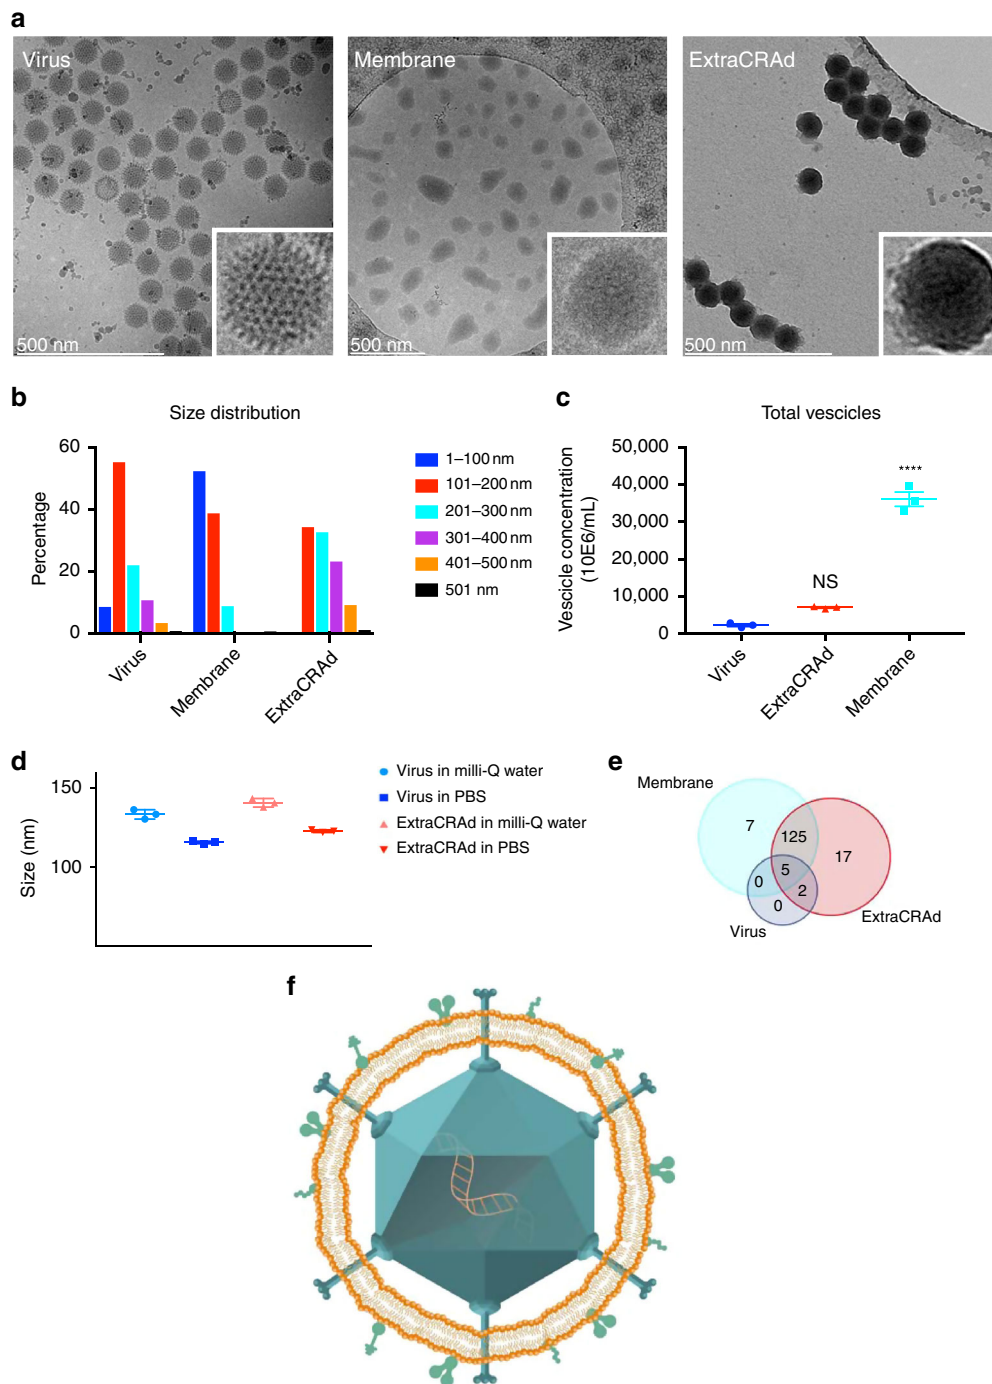 a
Virus
500 nm
Membrane
500 nm
ExtraCRAd
500 nm
b
Size distribution
Percentage
60
40
20
0
Virus
Membrane
ExtraCRAd
1–100 nm
101–200 nm
201–300 nm
301–400 nm
401–500 nm
501 nm
c
Total vescicles
Vescicle concentration
(10E6/mL)
50,000
40,000
30,000
20,000
10,000
0
NS
****
Virus
ExtraCRAd
Membrane
d
Size (nm)
150
100
Virus in milli-Q water
Virus in PBS
ExtraCRAd in milli-Q water
ExtraCRAd in PBS
e
Membrane
7
125
17
5
0
2
0
Virus
ExtraCRAd
f